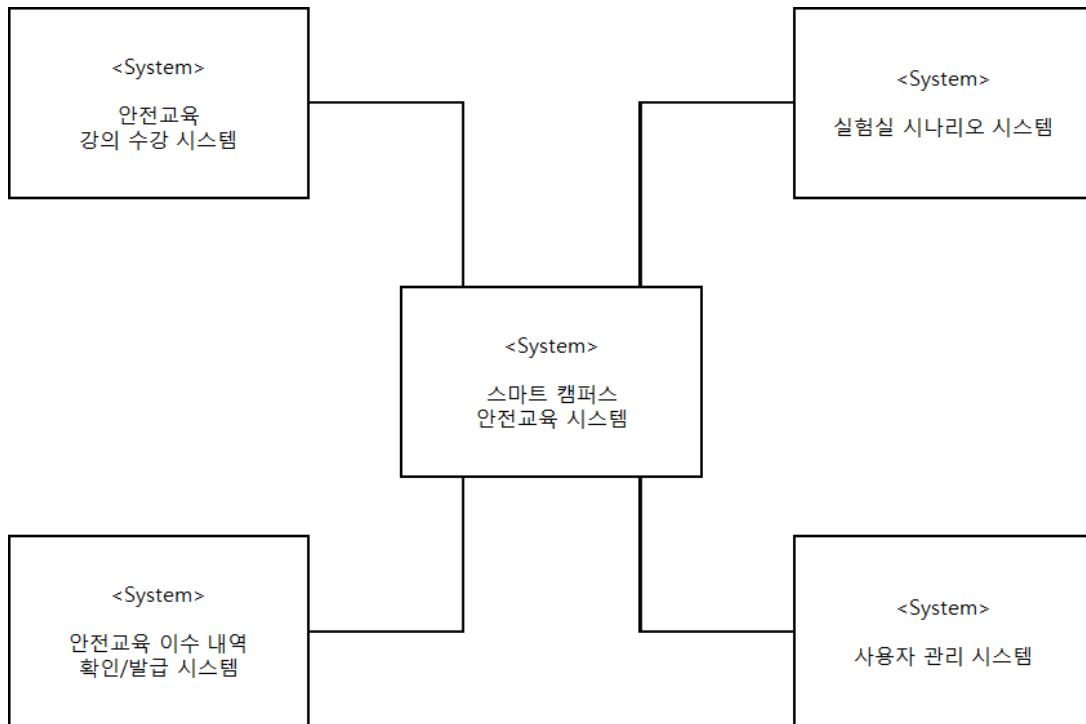 <System>
안전교육
강의 수강 시스템
<System>
실험실 시나리오 시스템
<System>
스마트 캠퍼스
안전교육 시스템
<System>
안전교육 이수 내역
확인/발급 시스템
<System>
사용자 관리 시스템